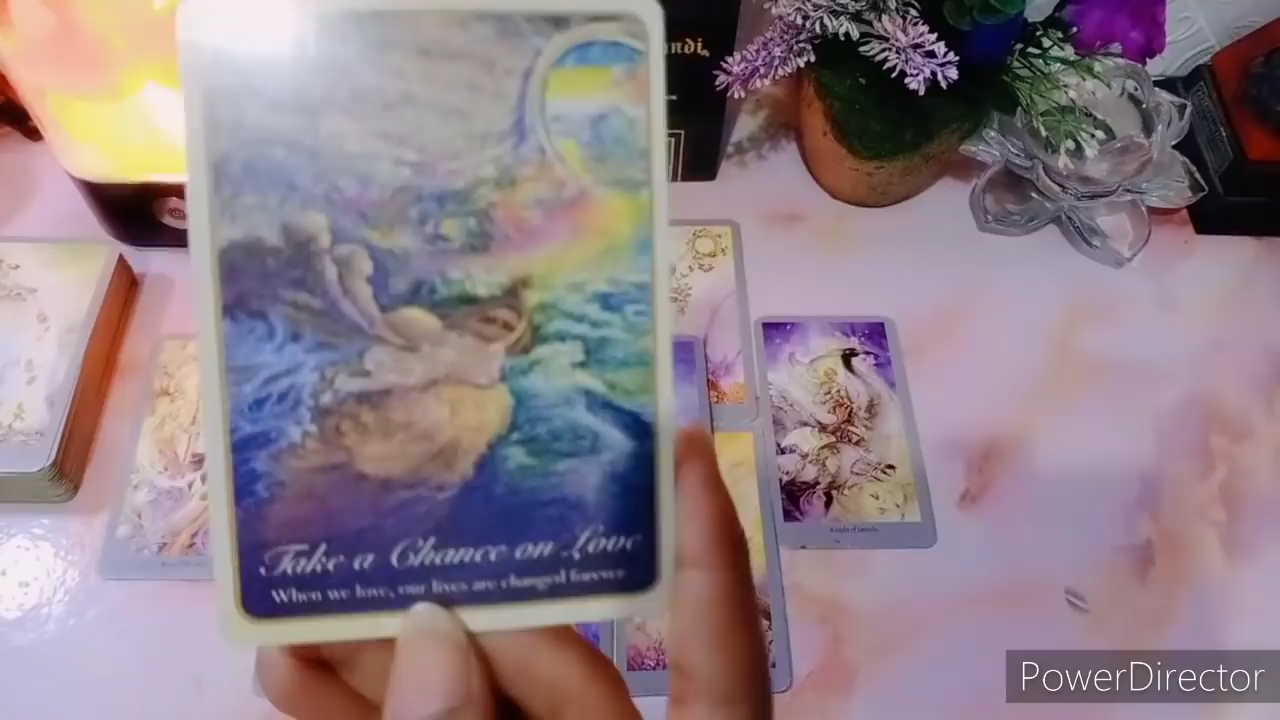 Take a Chance on Love
When we love, our lives are changed forever
PowerDirector